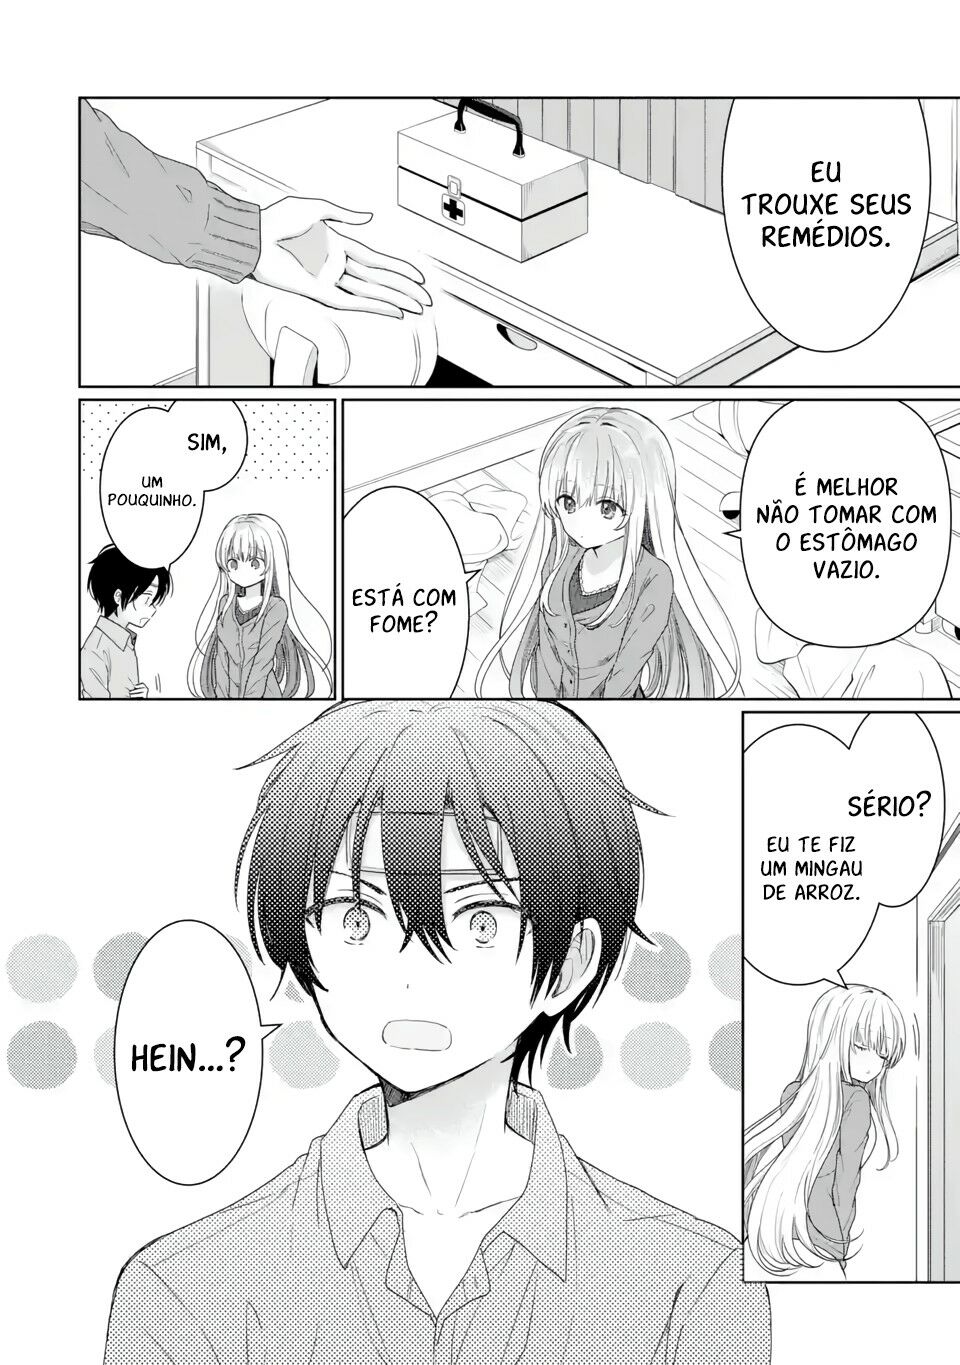 EU
TROUXE SEUS
REMÉDIOS.
É MELHOR
NÃO TOMAR COM
O ESTÔMAGO
VAZIO.
ESTÁ COM
FOME?
SIM,
UM
POUQUINHO.
SÉRIO?
EU TE FIZ
UM MINGAU
DE ARROZ.
HEIN...?